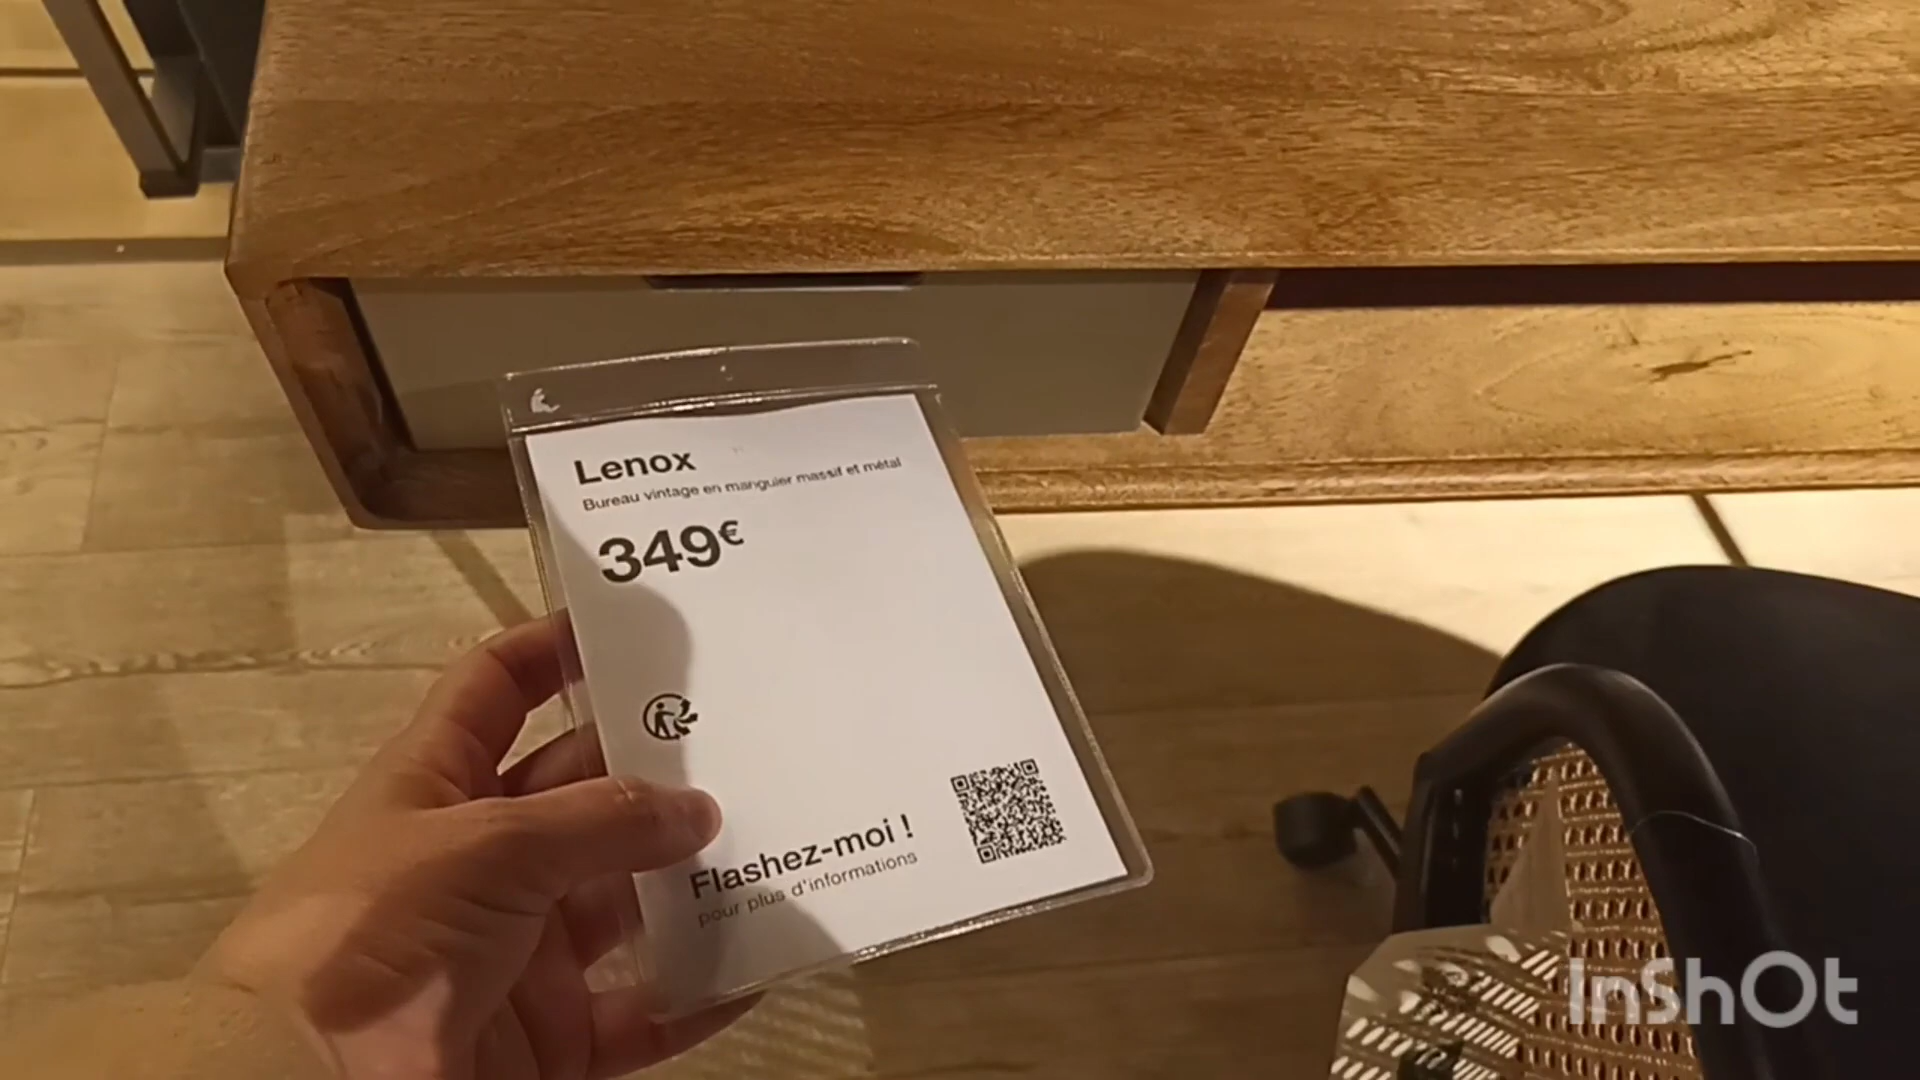 Lenox
Bureau vintage en manguier massif et métal
349€
Flashez-moi !
pour plus d'informations
InShOt